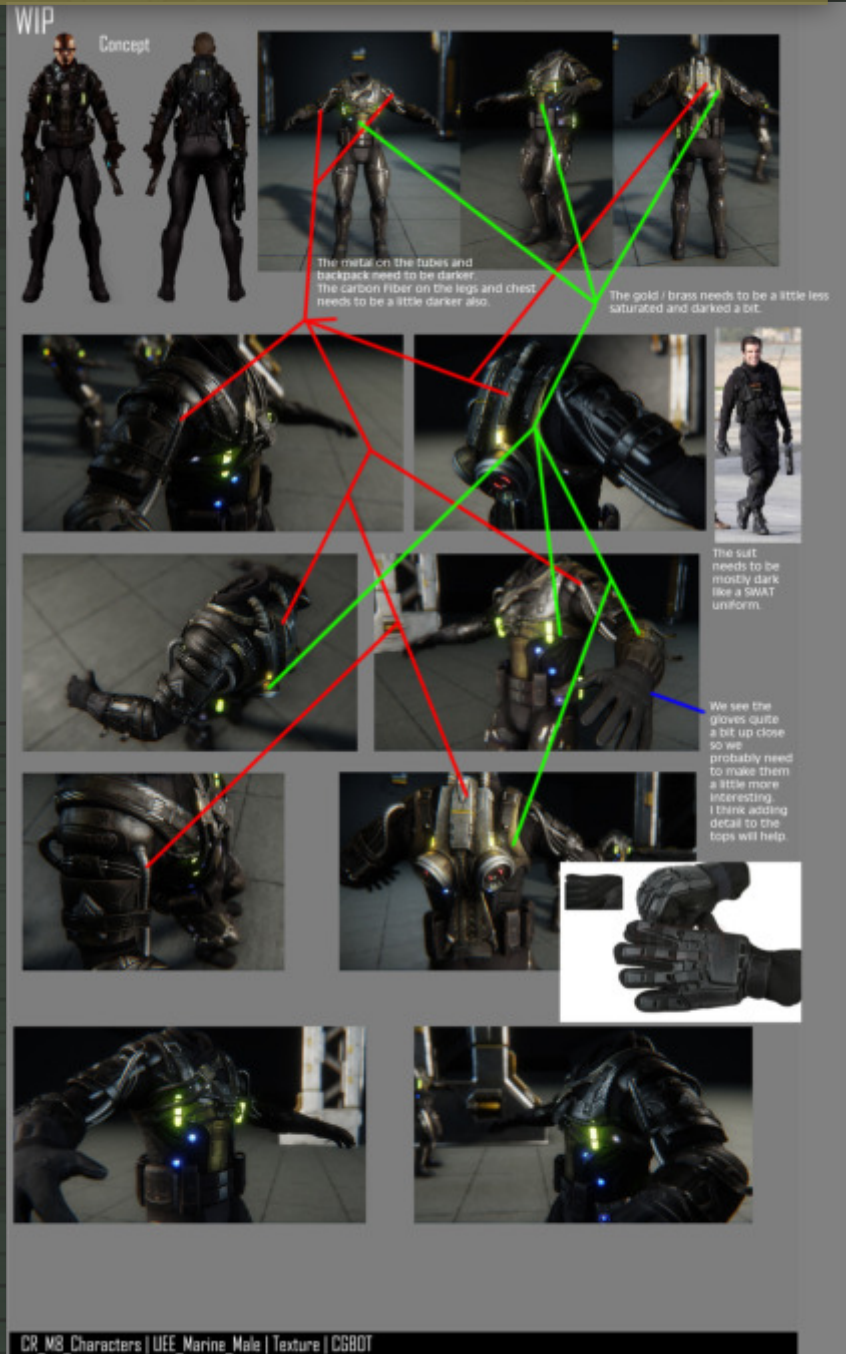 WIP
Concept
The metal on the tubes and
backpack need to be darker.
The carbon Fiber on the legs and chest
needs to be a little darker also.
The gold / brass needs to be a little less
saturated and darked a bit.
The suit
needs to be
mostly dark
like a SWAT
uniform.
We see the
gloves quite
a bit up close
so we
probably need
to make them
a little more
interesting.
I think adding
detail to the
tops will help.
CR_M8_Characters | UEE_Marine_Male | Texture | CGBOT